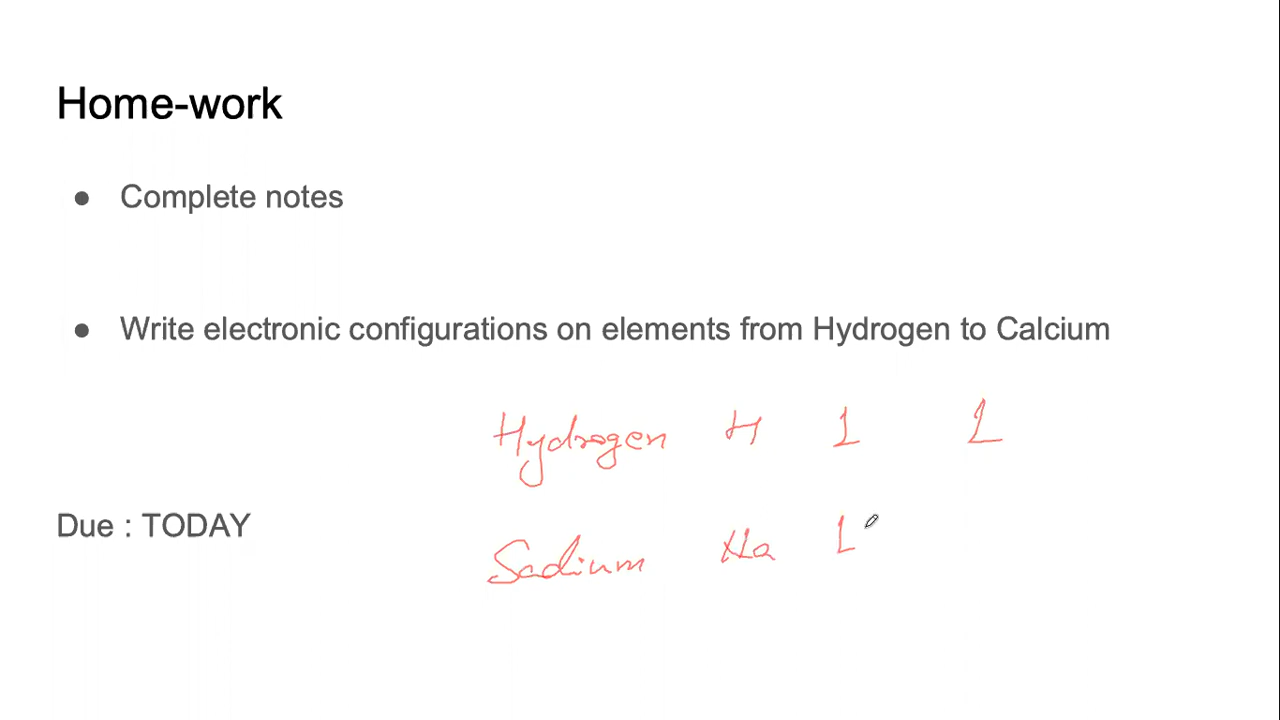 Home-work
● Complete notes
● Write electronic configurations on elements from Hydrogen to Calcium
Hydrogen H 1 1
Due : TODAY
Sodium Na 1